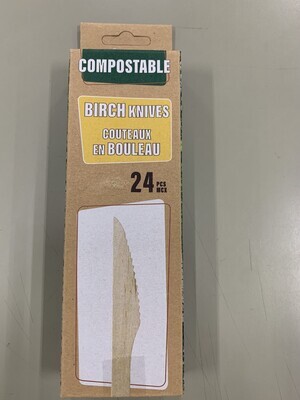 COMPOSTABLE
BIRCH KNIVES
COUTEAUX
EN BOULEAU
24 PCS
MCX